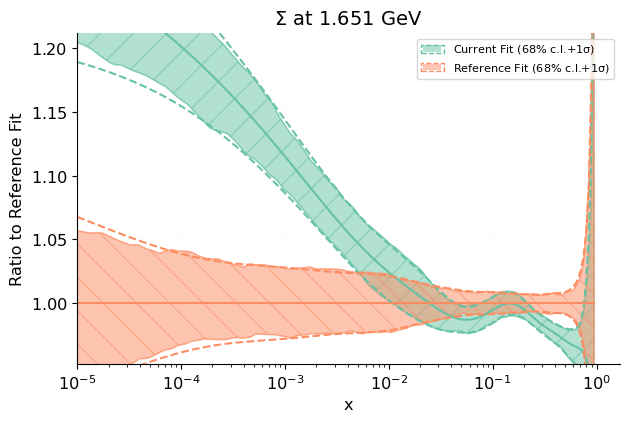 Σ at 1.651 GeV
Current Fit (68% c.l.+1σ)
Reference Fit (68% c.l.+1σ)
Ratio to Reference Fit
1.20
1.15
1.10
1.05
1.00
10⁻⁵ 10⁻⁴ 10⁻³ 10⁻² 10⁻¹ 10⁰
x